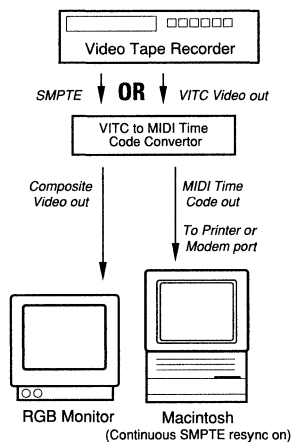 Video Tape Recorder
SMPTE OR VITC Video out
VITC to MIDI Time
Code Convertor
Composite
Video out
MIDI Time
Code out
To Printer or
Modem port
RGB Monitor
Macintosh
(Continuous SMPTE resync on)